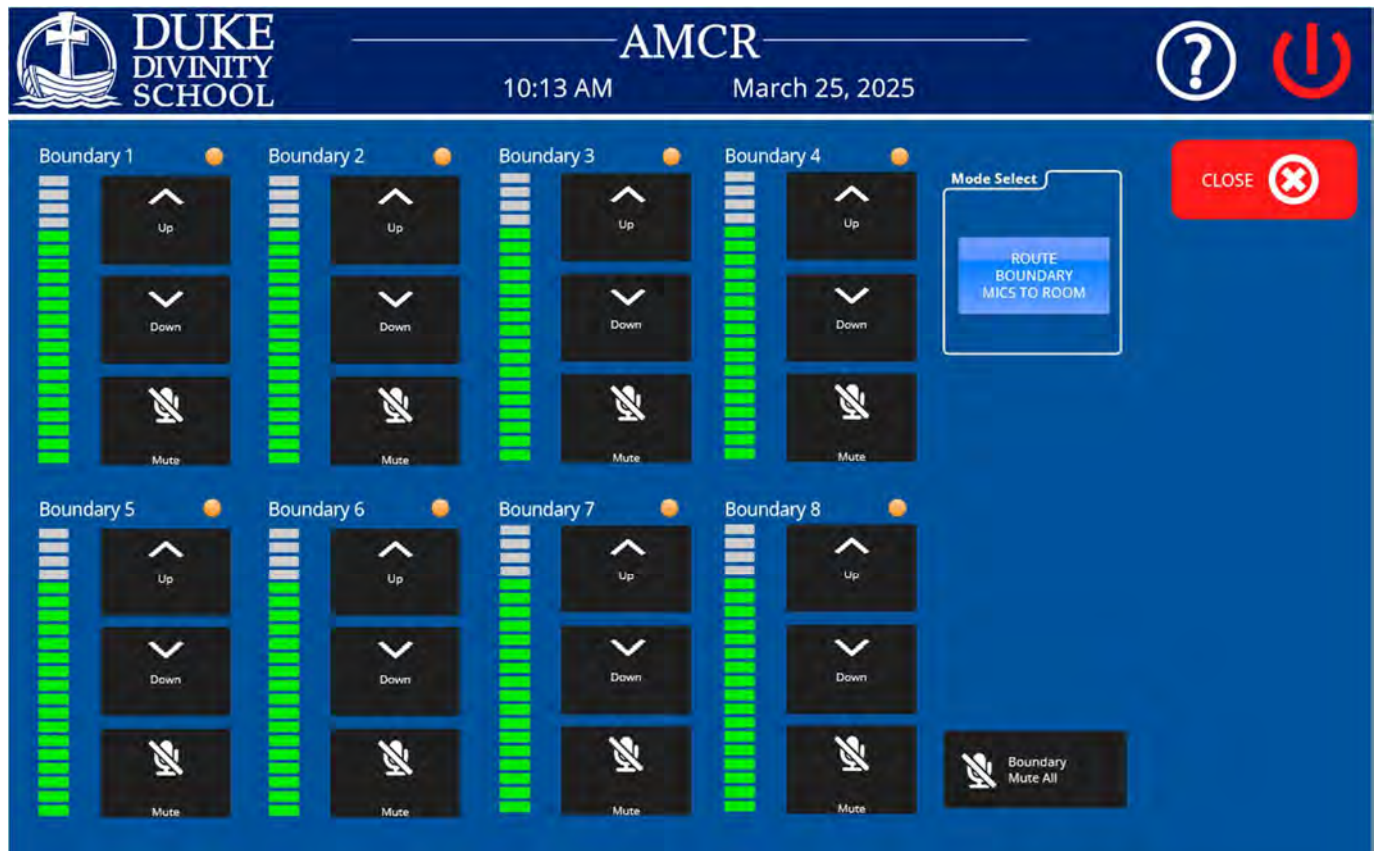 DUKE
DIVINITY
SCHOOL
AMCR
10:13 AM March 25, 2025
?
Boundary 1
Up
Down
Mute
Boundary 2
Up
Down
Mute
Boundary 3
Up
Down
Mute
Boundary 4
Up
Down
Mute
Mode Select
ROUTE
BOUNDARY
MICS TO ROOM
CLOSE
Boundary 5
Up
Down
Mute
Boundary 6
Up
Down
Mute
Boundary 7
Up
Down
Mute
Boundary 8
Up
Down
Mute
Boundary
Mute All